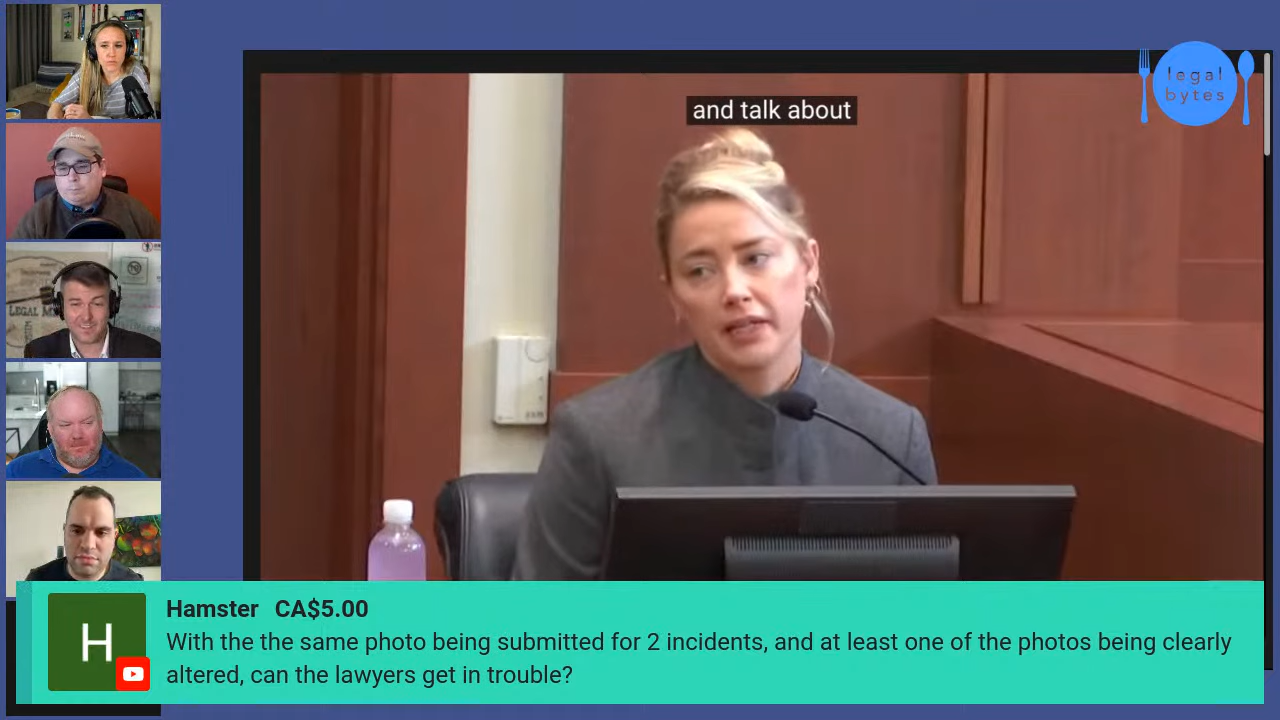 and talk about
legal
bytes
LEGAL M
H
Hamster CA$5.00
With the the same photo being submitted for 2 incidents, and at least one of the photos being clearly
altered, can the lawyers get in trouble?